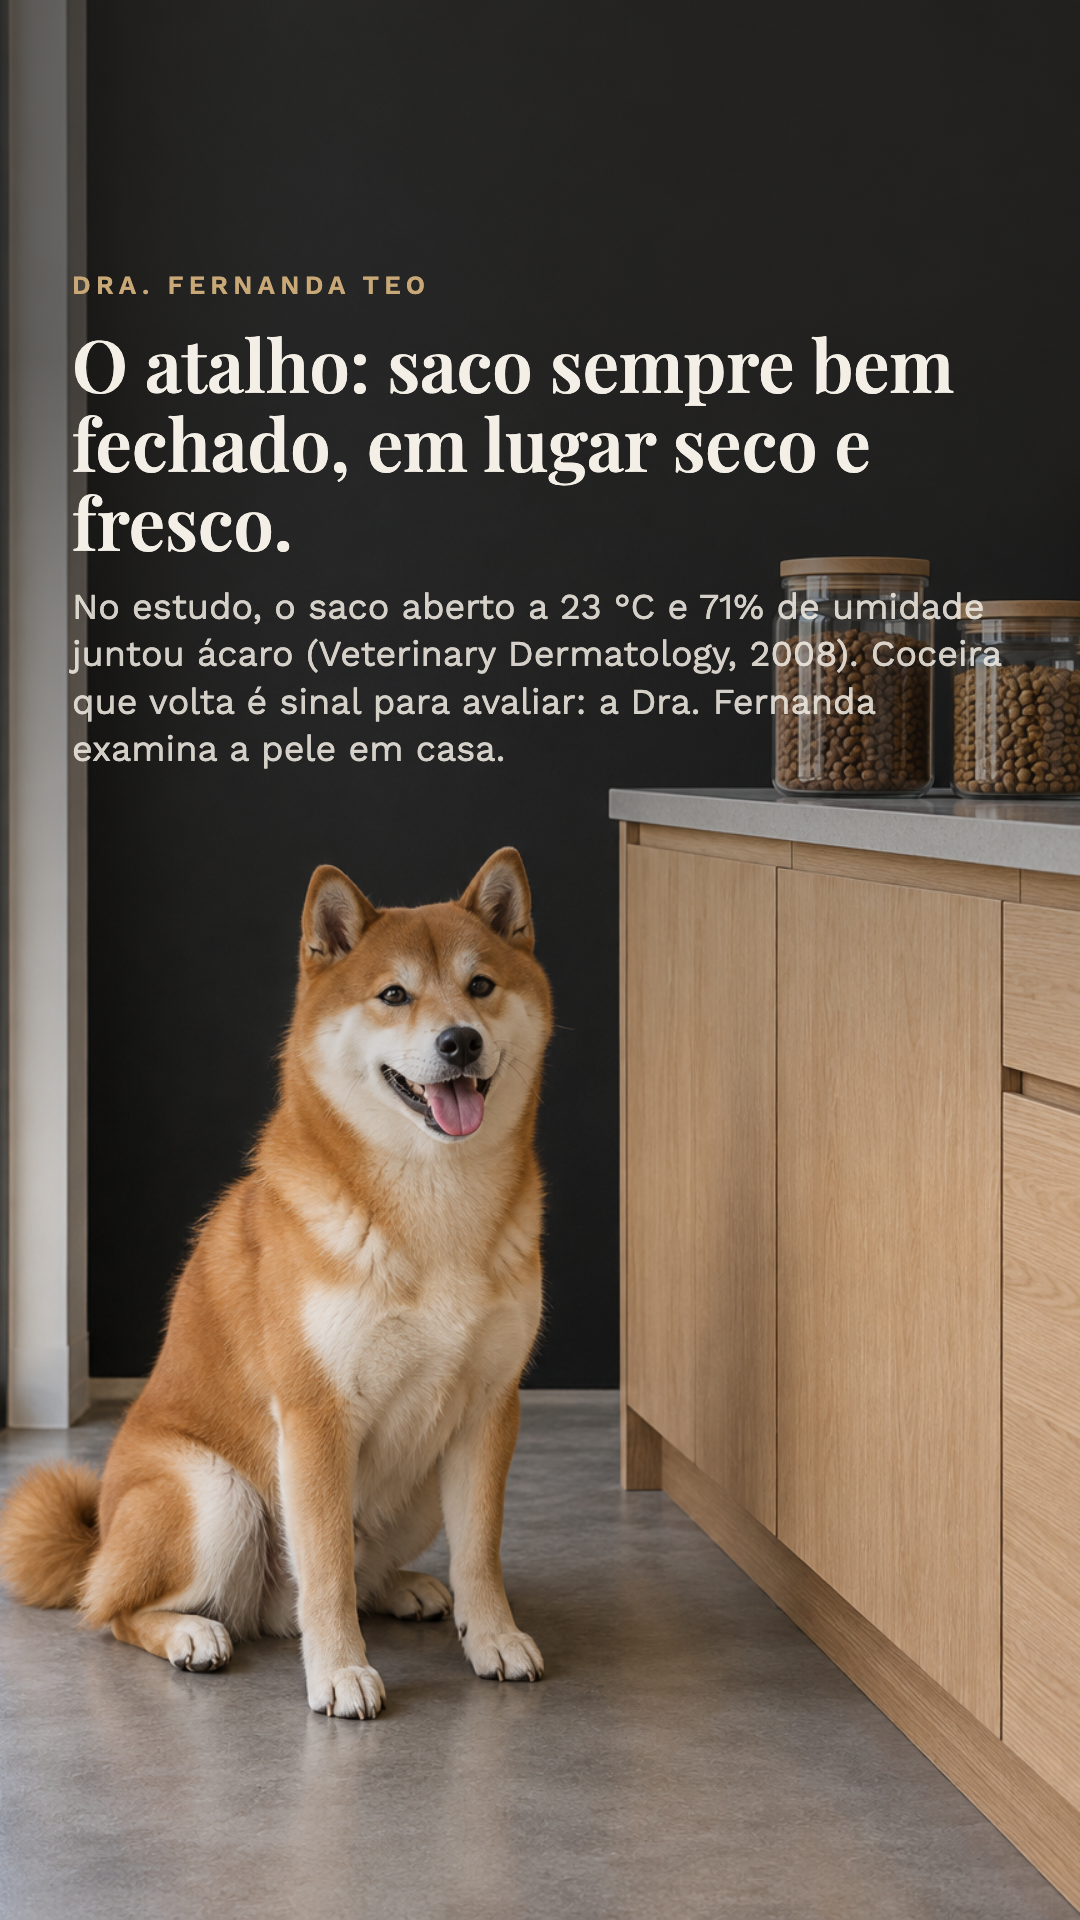 DRA. FERNANDA TEO
O atalho: saco sempre bem
fechado, em lugar seco e
fresco.
No estudo, o saco aberto a 23 °C e 71% de umidade
juntou ácaro (Veterinary Dermatology, 2008). Coceira
que volta é sinal para avaliar: a Dra. Fernanda
examina a pele em casa.